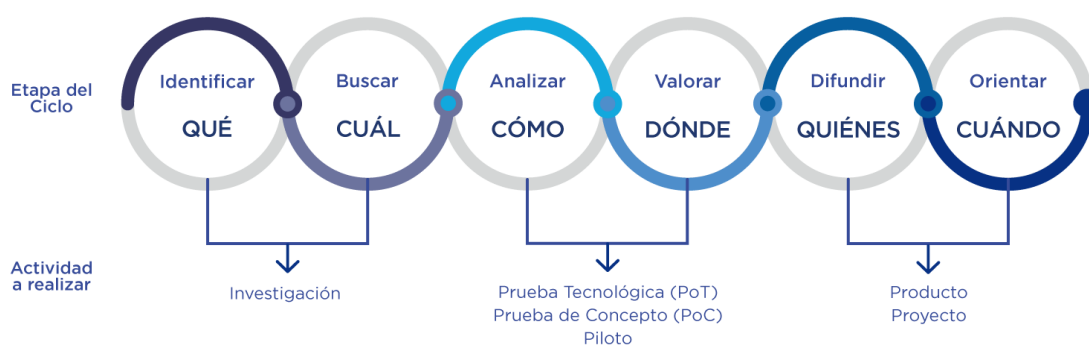 Etapa del
Ciclo
Identificar
QUÉ
Buscar
CUÁL
Analizar
CÓMO
Valorar
DÓNDE
Difundir
QUIÉNES
Orientar
CUÁNDO
Actividad
a realizar
Investigación
Prueba Tecnológica (PoT)
Prueba de Concepto (PoC)
Piloto
Producto
Proyecto